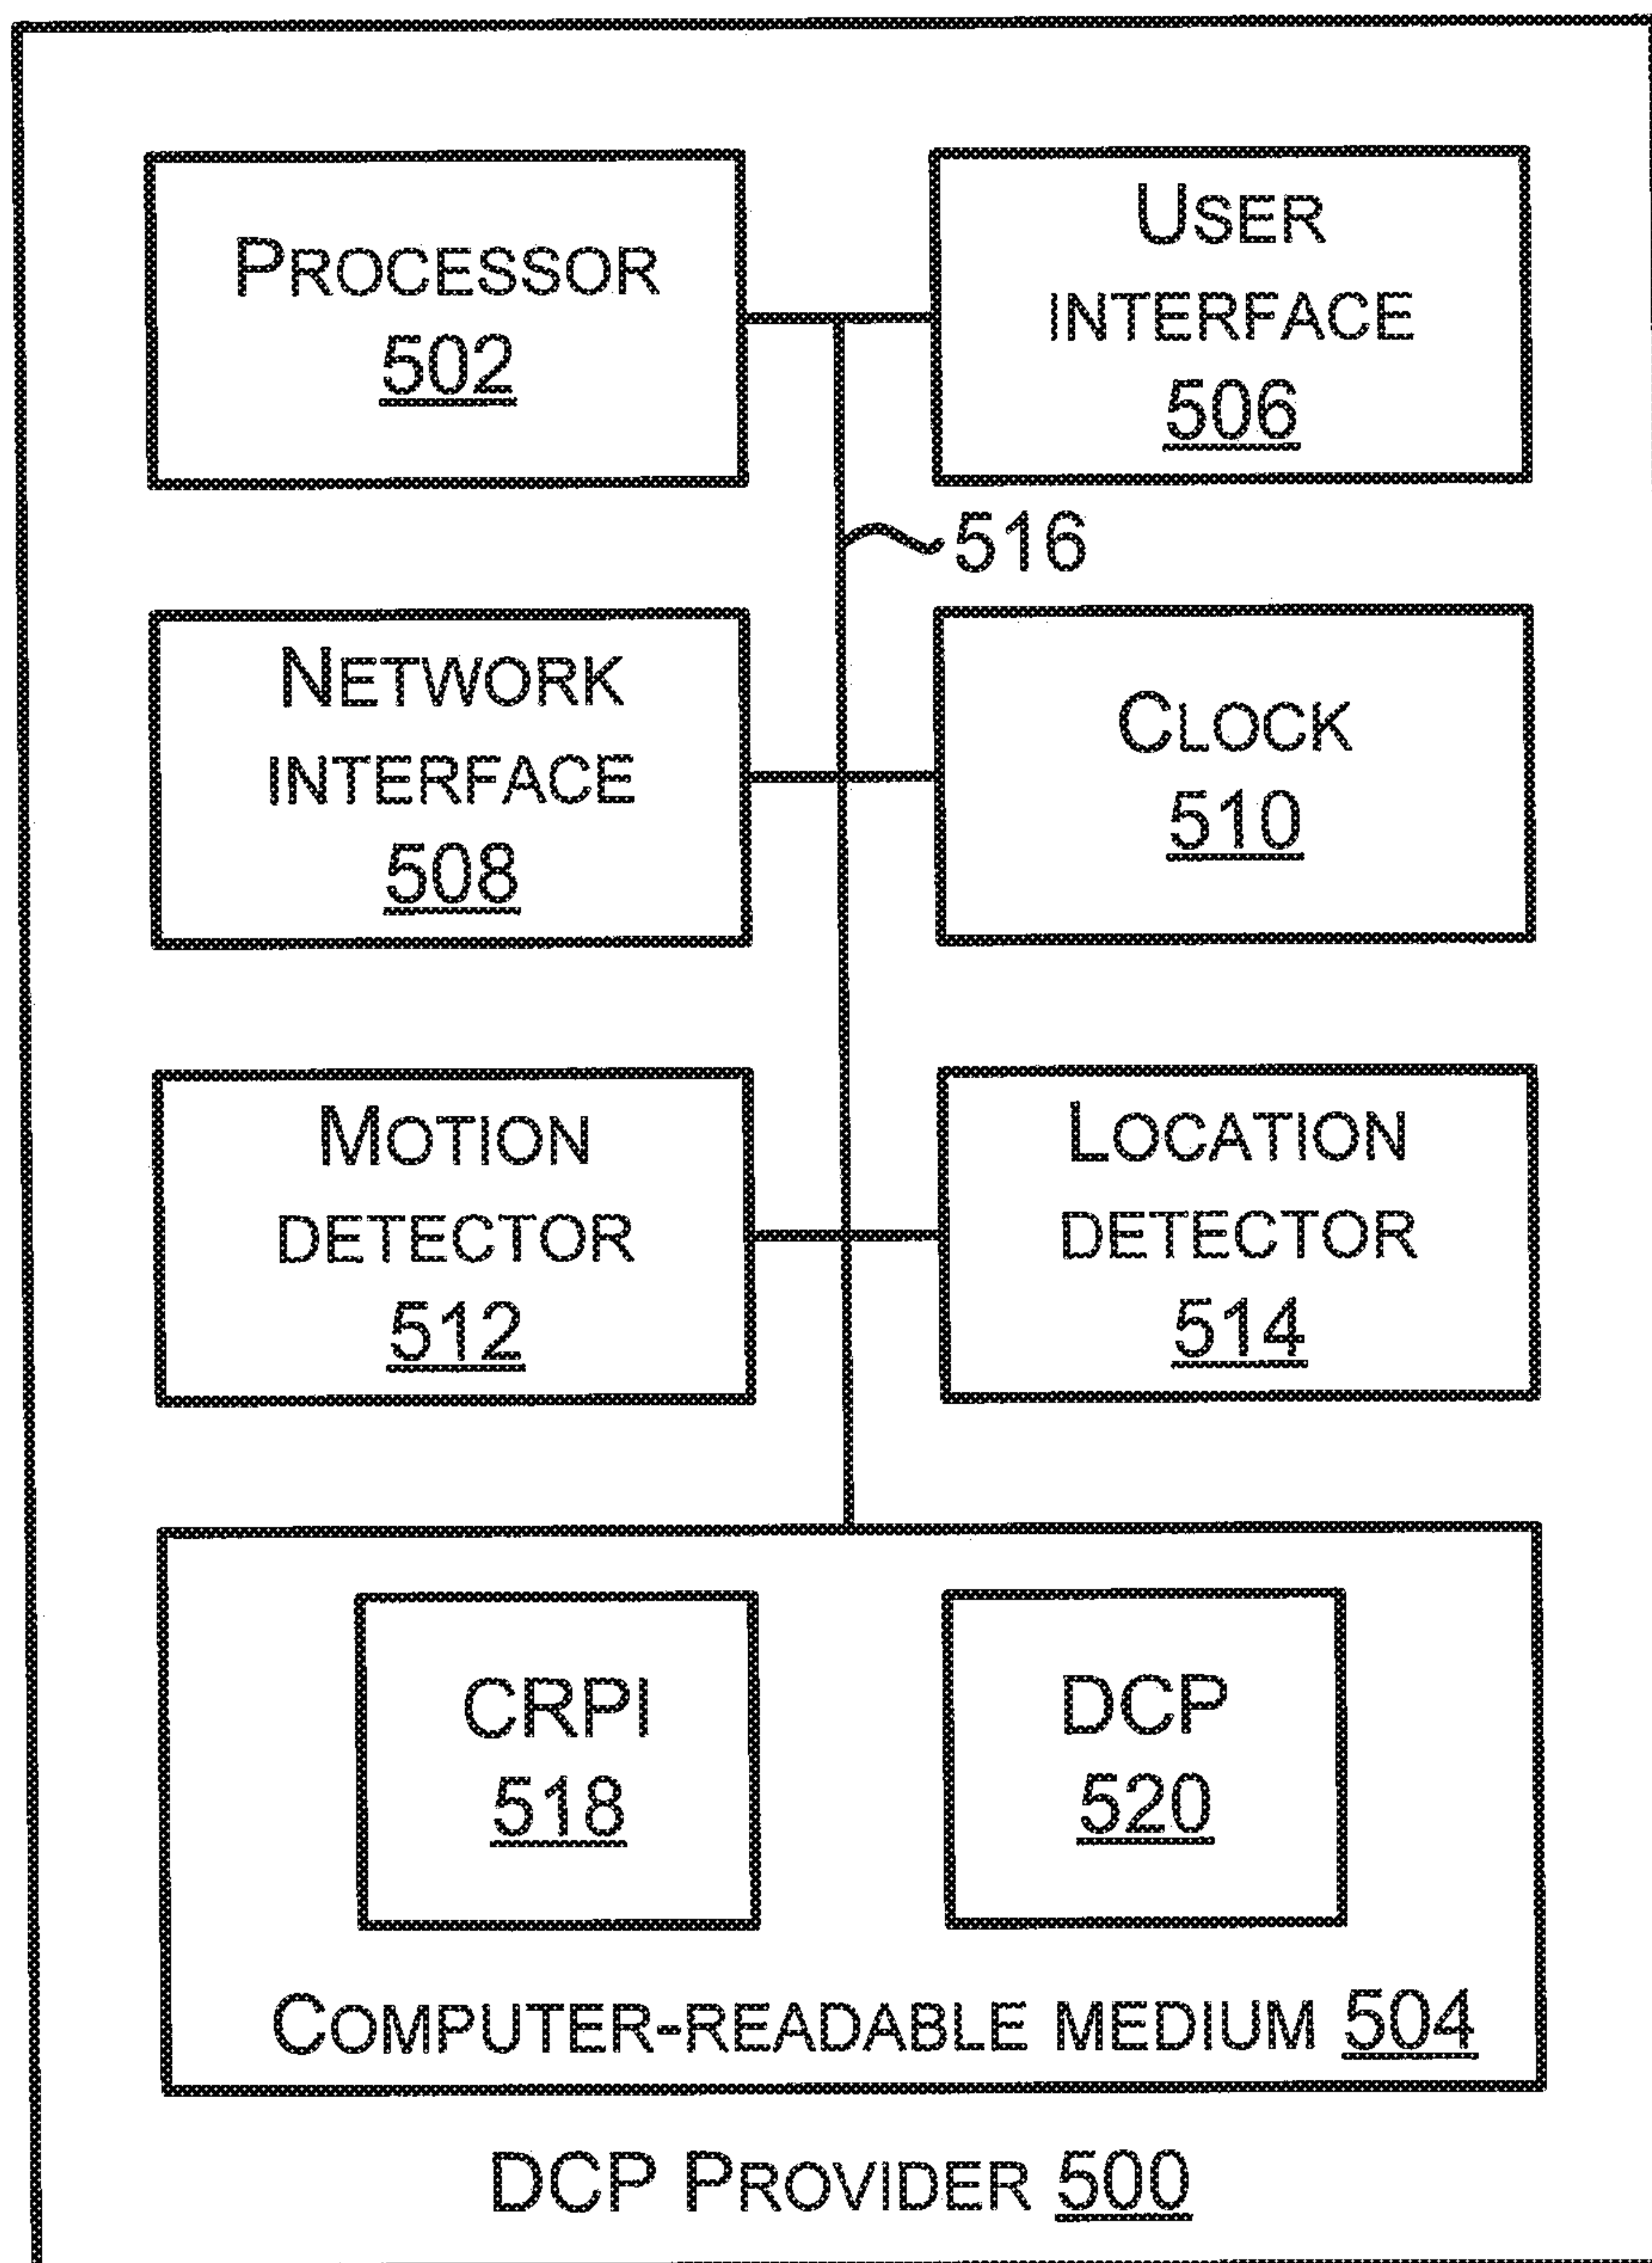 PROCESSOR
502
USER
INTERFACE
506
516
NETWORK
INTERFACE
508
CLOCK
510
MOTION
DETECTOR
512
LOCATION
DETECTOR
514
CRPI
518
DCP
520
COMPUTER-READABLE MEDIUM 504
DCP PROVIDER 500